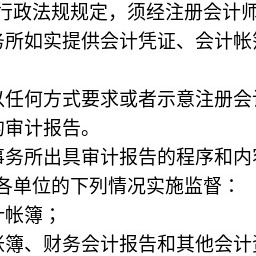 行政法规规定，须经注册会计师
务所如实提供会计凭证、会计帐
以任何方式要求或者示意注册会
的审计报告。
事务所出具审计报告的程序和内
各单位的下列情况实施监督：
计帐簿；
帐簿、财务会计报告和其他会计